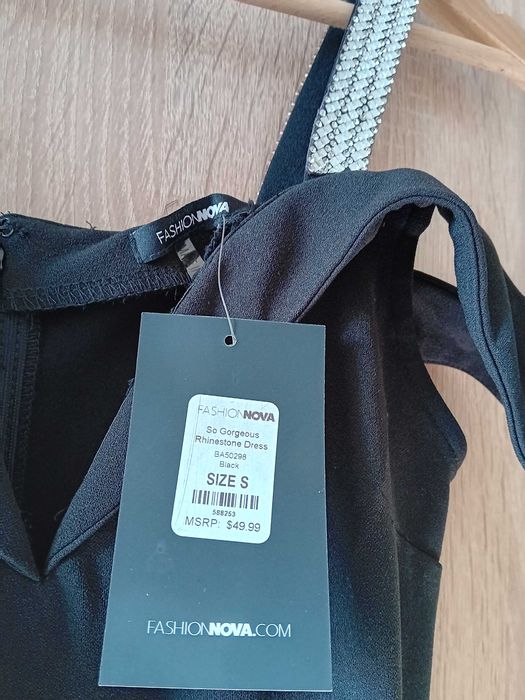 FASHIONNOVA
FASHIONNOVA
So Gorgeous
Rhinestone Dress
BA50298
Black
SIZE S
588253
MSRP: $49.99
FASHIONNOVA.COM